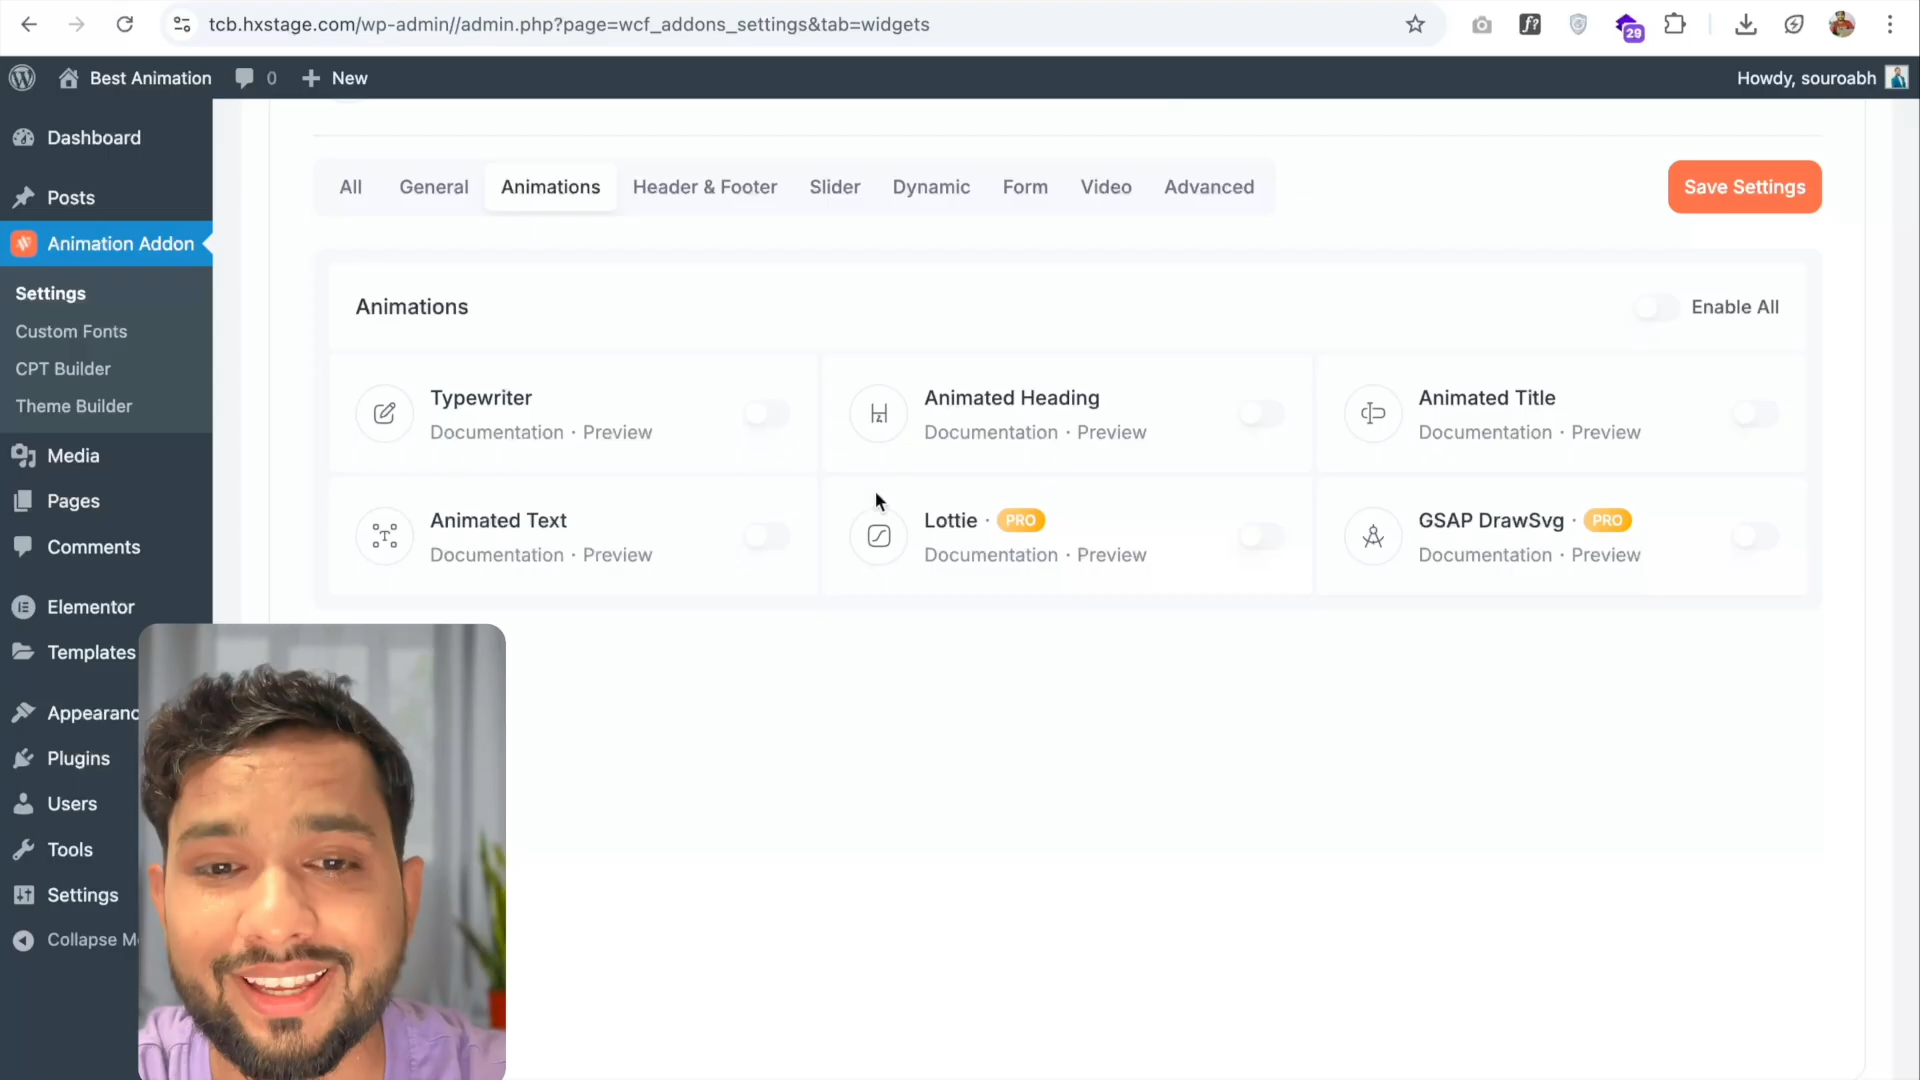 tcb.hxstage.com/wp-admin//admin.php?page=wcf_addons_settings&tab=widgets
f?
29
Best Animation
0
New
Howdy, souroabh
Dashboard
Posts
Animation Addon
Settings
Custom Fonts
CPT Builder
Theme Builder
Media
Pages
Comments
Elementor
Templates
Appearanc
Plugins
Users
Tools
Settings
Collapse M
All
General
Animations
Header & Footer
Slider
Dynamic
Form
Video
Advanced
Save Settings
Animations
Enable All
Typewriter
Documentation · Preview
Animated Heading
Documentation · Preview
Animated Title
Documentation · Preview
Animated Text
Documentation · Preview
Lottie · PRO
Documentation · Preview
GSAP DrawSvg · PRO
Documentation · Preview